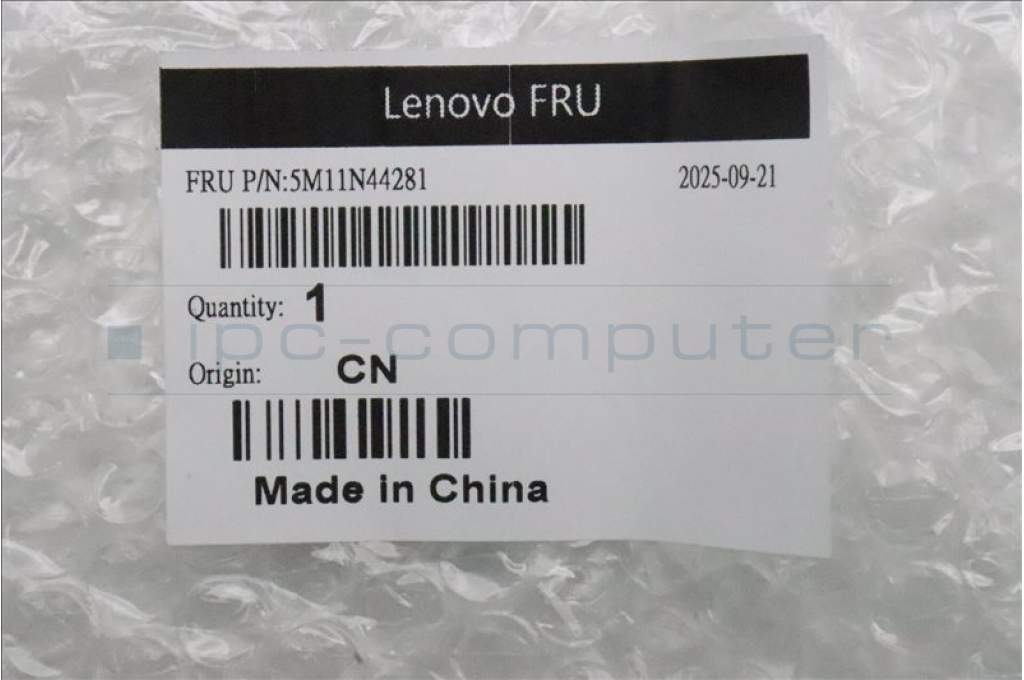 Lenovo FRU
FRU P/N:5M11N44281 2025-09-21
Quantity: 1
ipc-computer
Origin: CN
Made in China